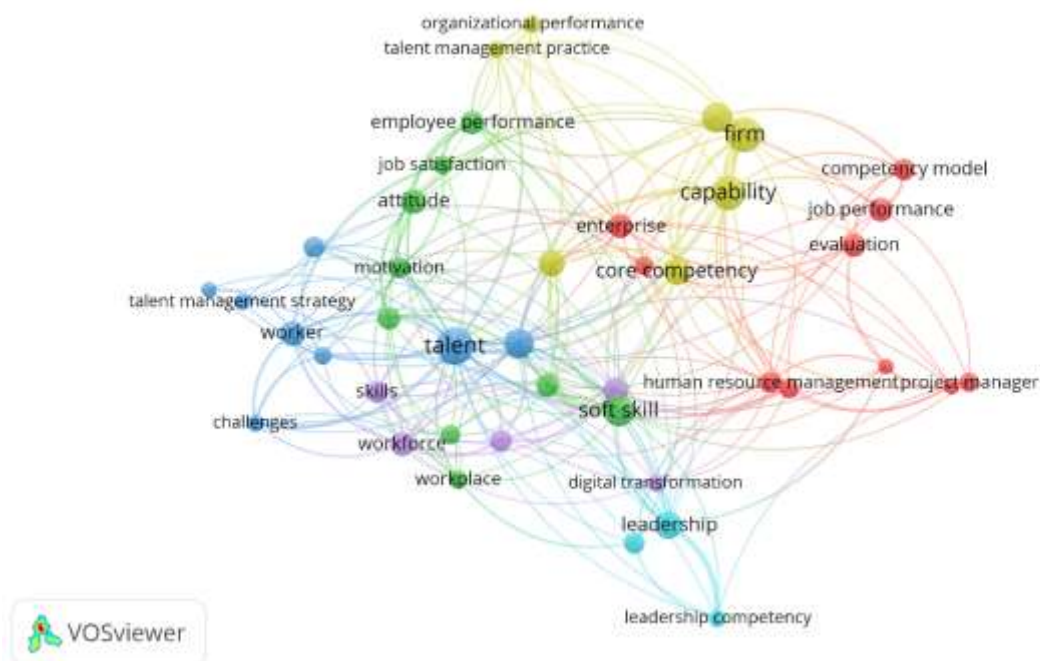 organizational performance
talent management practice
employee performance
firm
job satisfaction
competency model
capability
attitude
job performance
enterprise
evaluation
motivation
core competency
talent management strategy
worker
talent
human resource management
project manager
skills
soft skill
challenges
workforce
workplace
digital transformation
leadership
leadership competency
VOSviewer